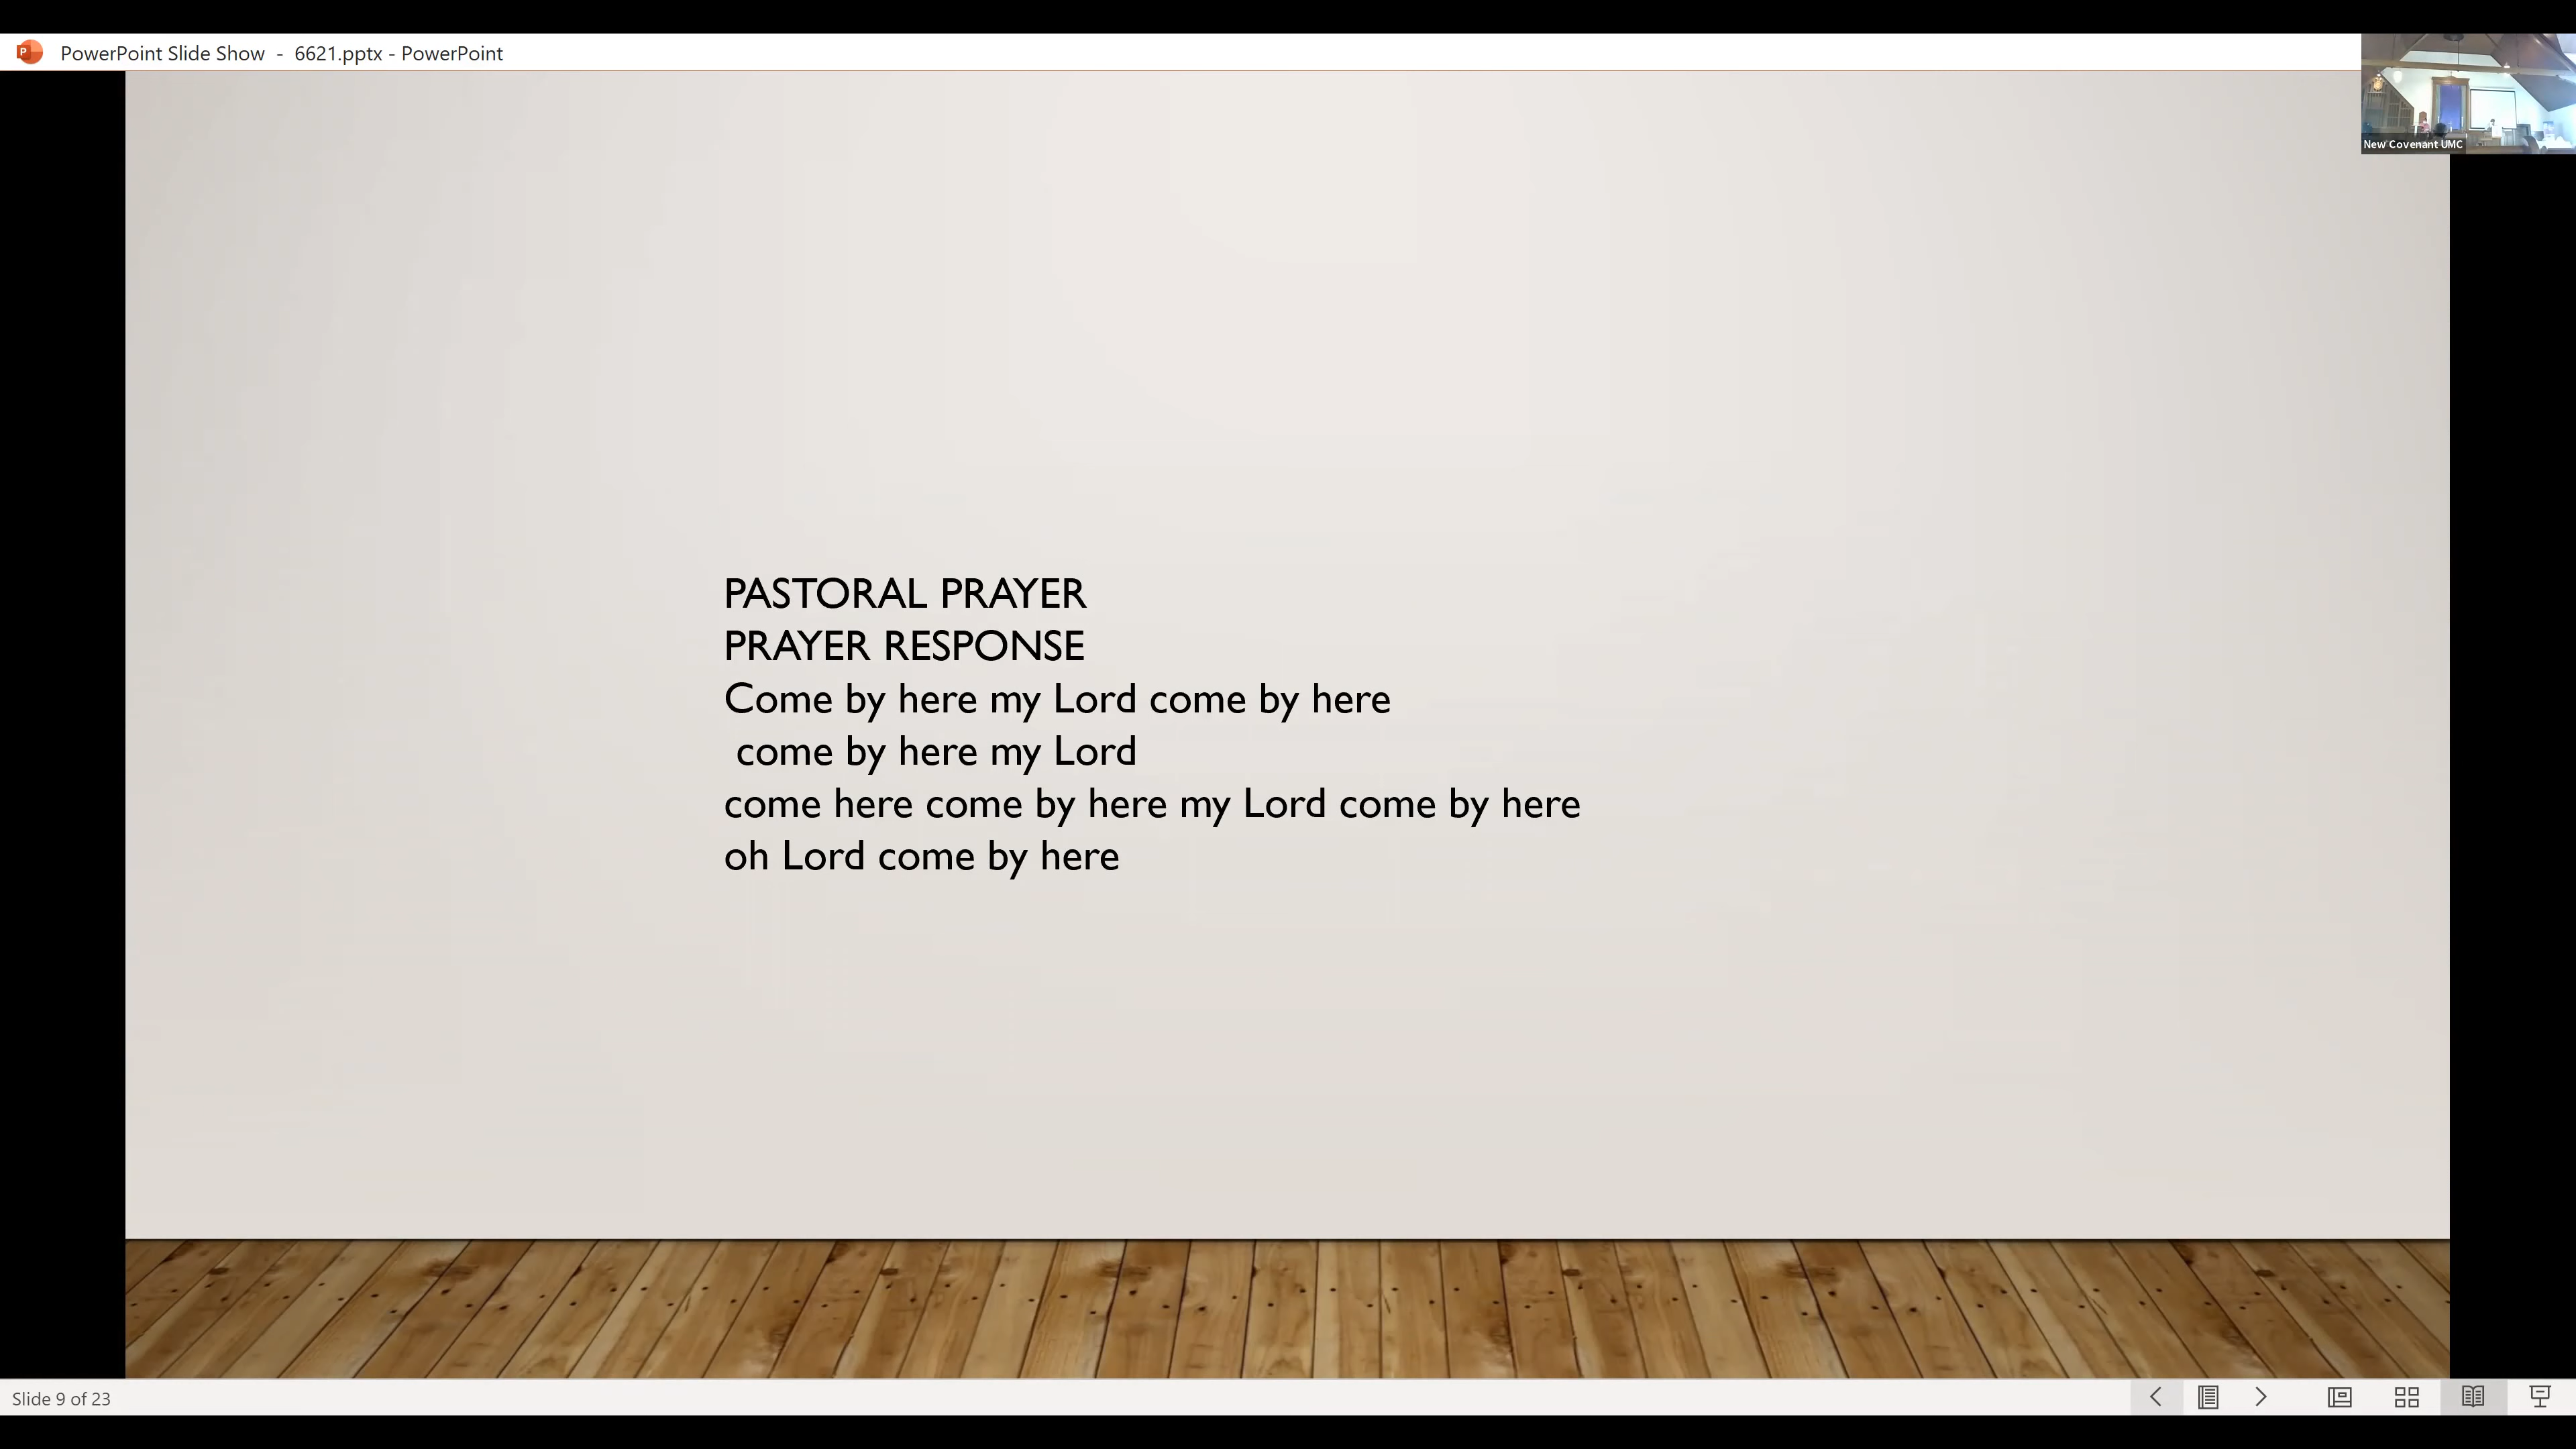 PowerPoint Slide Show - 6621.pptx - PowerPoint
New Covenant UMC
PASTORAL PRAYER
PRAYER RESPONSE
Come by here my Lord come by here
come by here my Lord
come here come by here my Lord come by here
oh Lord come by here
Slide 9 of 23